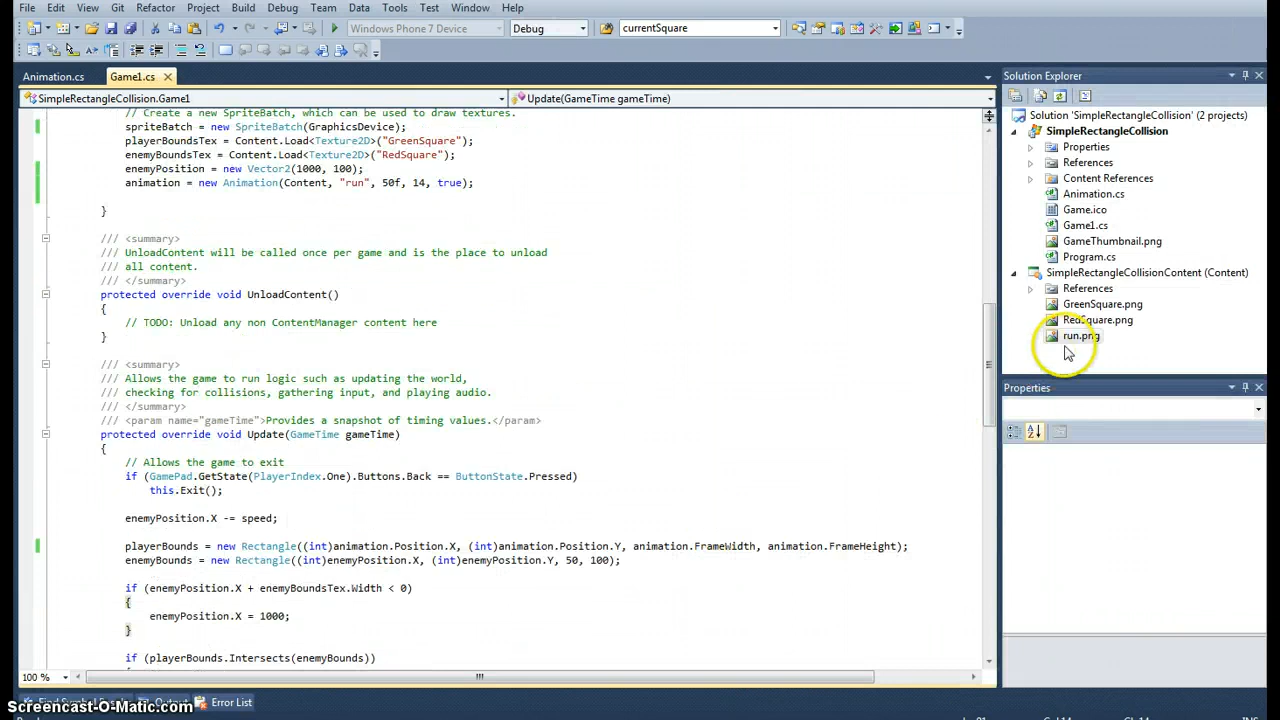 File Edit View Git Refactor Project Build Debug Team Data Tools Test Window Help
Windows Phone 7 Device Debug currentSquare
Animation.cs Game1.cs
SimpleRectangleCollision.Game1 Update(GameTime gameTime)
// Create a new SpriteBatch, which can be used to draw textures.
spriteBatch = new SpriteBatch(GraphicsDevice);
playerBoundsTex = Content.Load<Texture2D>("GreenSquare");
enemyBoundsTex = Content.Load<Texture2D>("RedSquare");
enemyPosition = new Vector2(1000, 100);
animation = new Animation(Content, "run", 50f, 14, true);
}
/// <summary>
/// UnloadContent will be called once per game and is the place to unload
/// all content.
/// </summary>
protected override void UnloadContent()
{
// TODO: Unload any non ContentManager content here
}
/// <summary>
/// Allows the game to run logic such as updating the world,
/// checking for collisions, gathering input, and playing audio.
/// </summary>
/// <param name="gameTime">Provides a snapshot of timing values.</param>
protected override void Update(GameTime gameTime)
{
// Allows the game to exit
if (GamePad.GetState(PlayerIndex.One).Buttons.Back == ButtonState.Pressed)
this.Exit();
enemyPosition.X -= speed;
playerBounds = new Rectangle((int)animation.Position.X, (int)animation.Position.Y, animation.FrameWidth, animation.FrameHeight);
enemyBounds = new Rectangle((int)enemyPosition.X, (int)enemyPosition.Y, 50, 100);
if (enemyPosition.X + enemyBoundsTex.Width < 0)
{
enemyPosition.X = 1000;
}
if (playerBounds.Intersects(enemyBounds))
100 %
Error List
Solution Explorer
Solution 'SimpleRectangleCollision' (2 projects)
SimpleRectangleCollision
Properties
References
Content References
Animation.cs
Game.ico
Game1.cs
GameThumbnail.png
Program.cs
SimpleRectangleCollisionContent (Content)
References
GreenSquare.png
RedSquare.png
run.png
Properties
Screencast-O-Matic.com